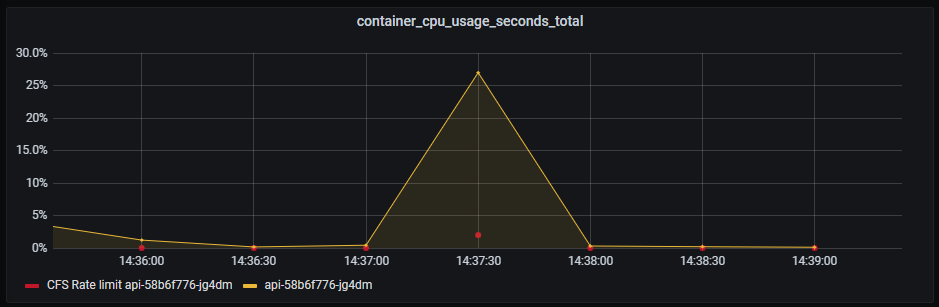 container_cpu_usage_seconds_total
30.0%
25%
20%
15.0%
10%
5%
0%
14:36:00 14:36:30 14:37:00 14:37:30 14:38:00 14:38:30 14:39:00
CFS Rate limit api-58b6f776-jg4dm api-58b6f776-jg4dm